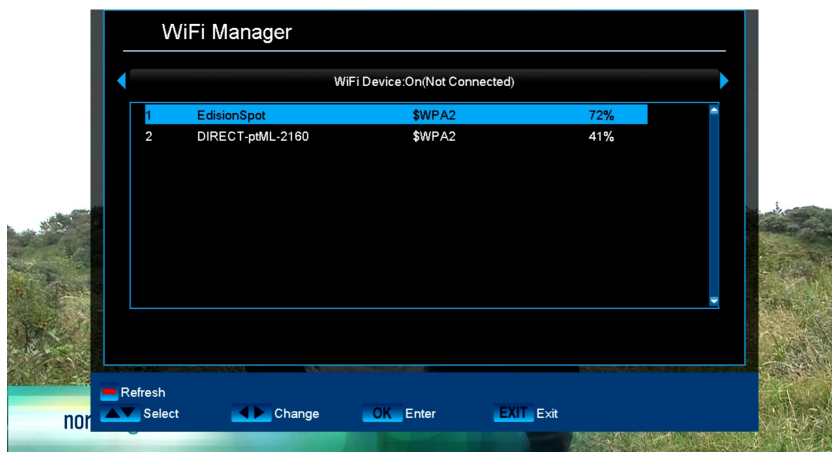 WiFi Manager
WiFi Device:On(Not Connected)
1 EdisionSpot $WPA2 72%
2 DIRECT-ptML-2160 $WPA2 41%
Refresh
Select Change OK Enter EXIT Exit
nor